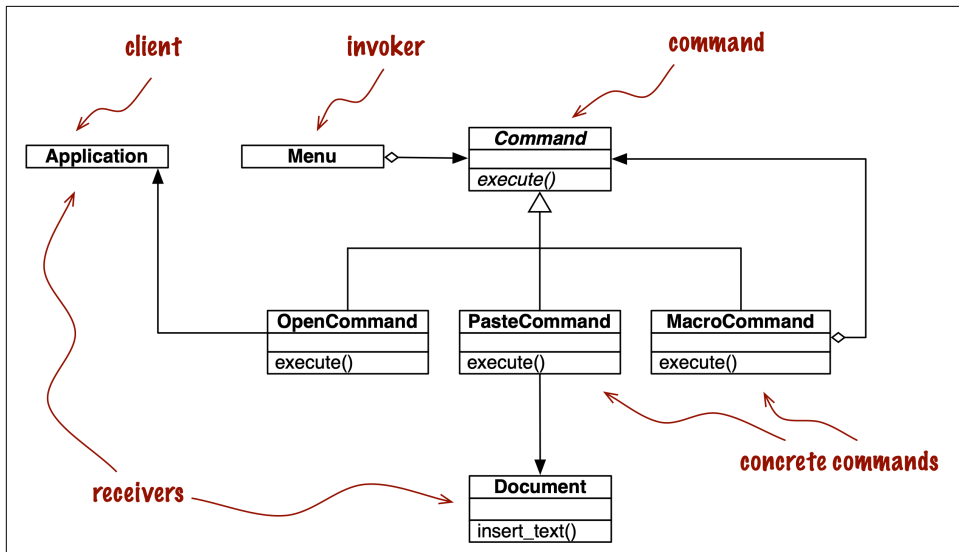 client
invoker
command
Application
Menu
Command
execute()
OpenCommand
execute()
PasteCommand
execute()
MacroCommand
execute()
concrete commands
receivers
Document
insert_text()